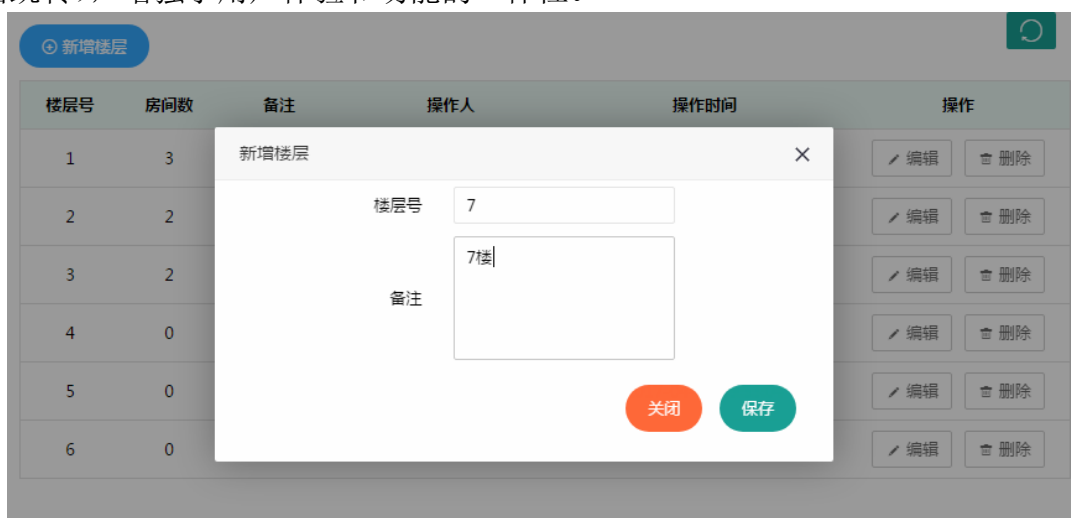 新增楼层
楼层号 房间数 备注 操作人 操作时间 操作
1 3 编辑 删除
新增楼层
楼层号 7
2 2 编辑 删除
7楼
3 2 编辑 删除
备注
4 0 编辑 删除
5 0 编辑 删除
关闭 保存
6 0 编辑 删除